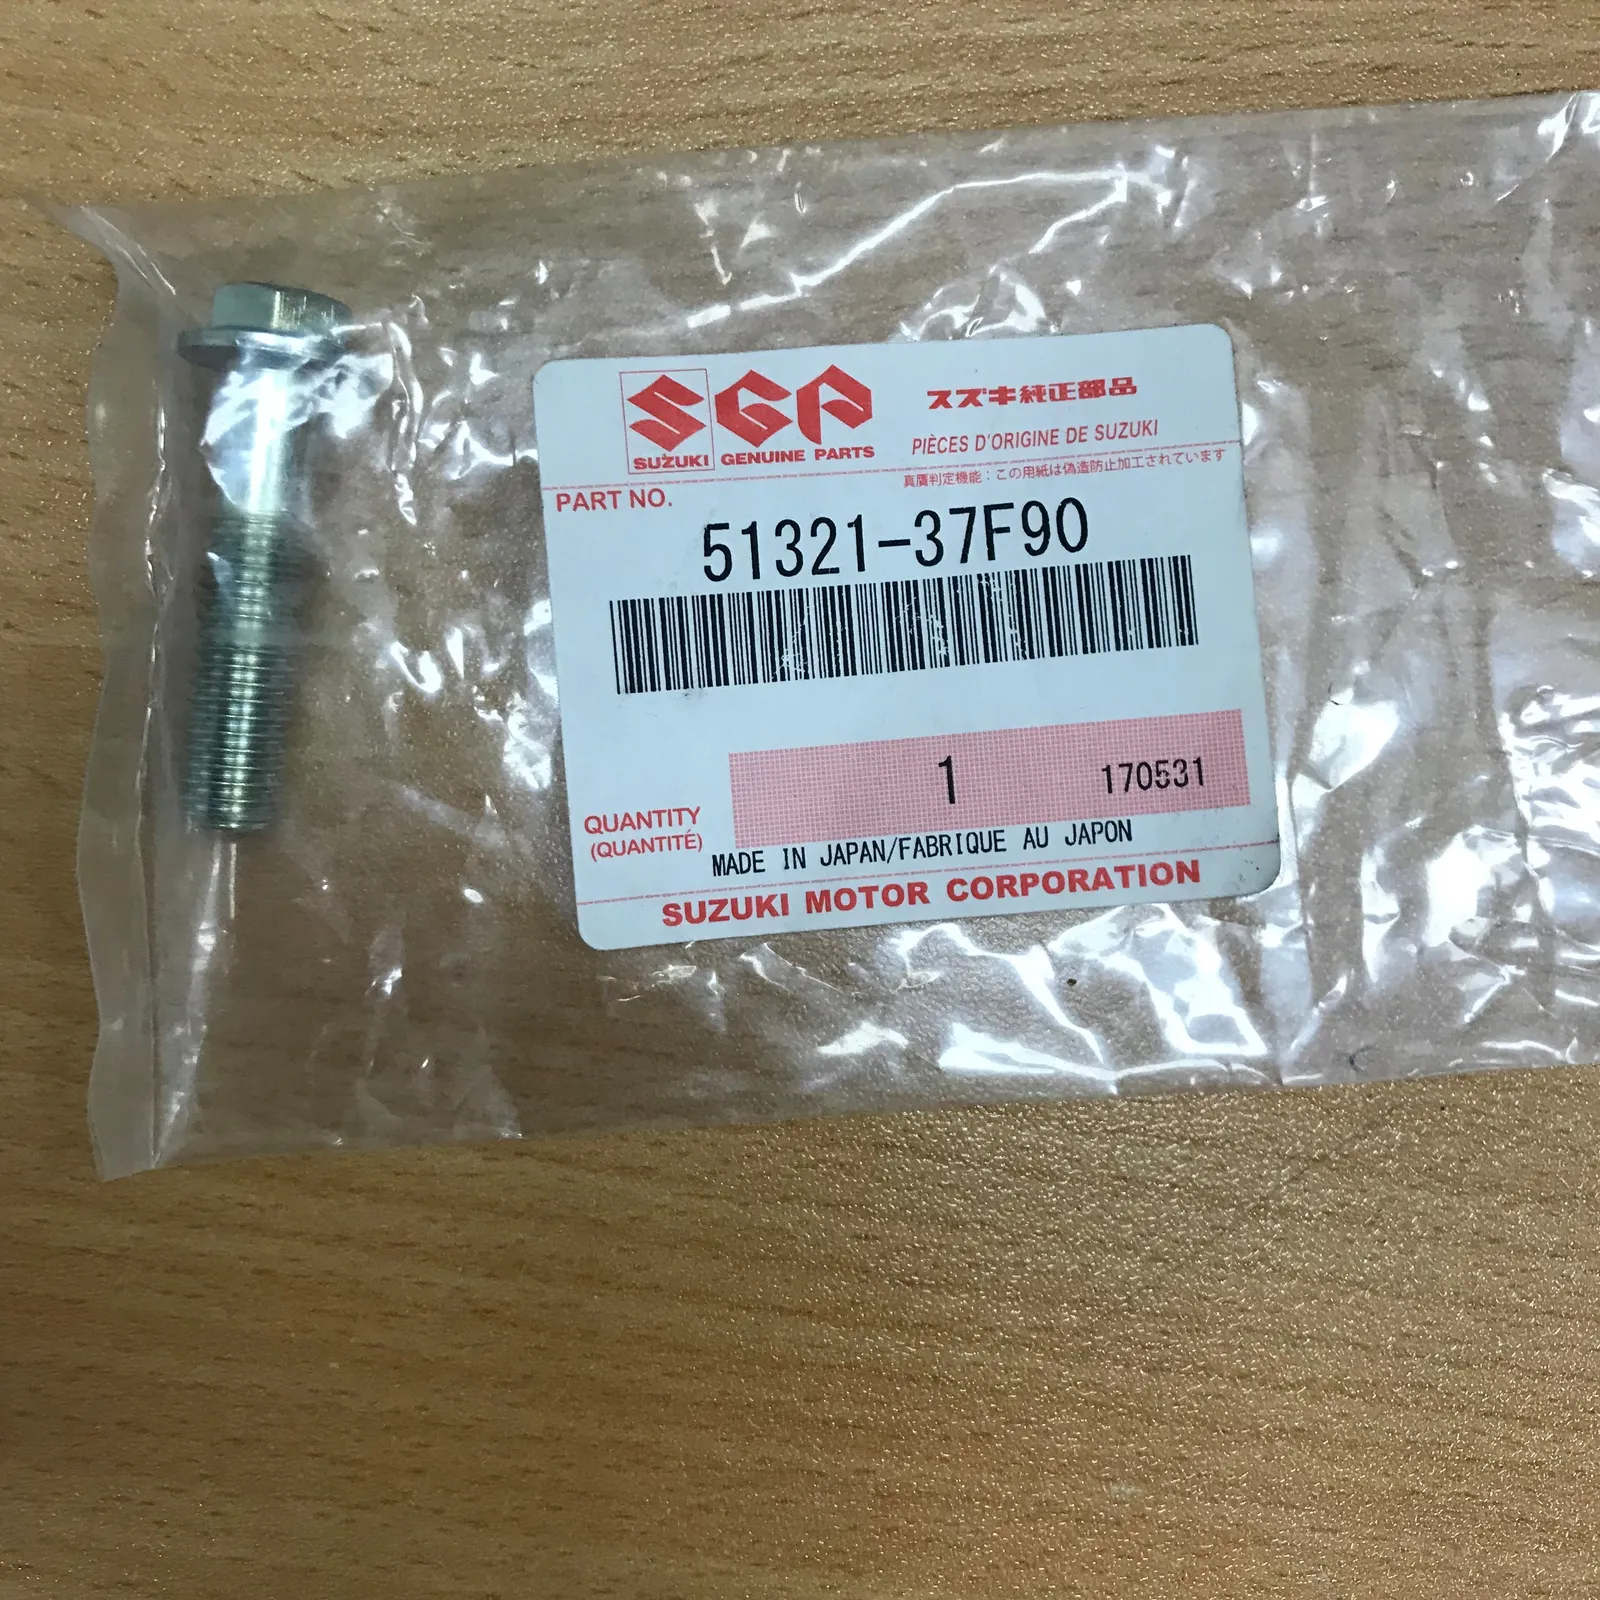 SGP スズキ純正部品
SUZUKI GENUINE PARTS PIÈCES D'ORIGINE DE SUZUKI
真贋判定機能：この用紙は偽造防止加工されています
PART NO.
51321-37F90
1 170531
QUANTITY
(QUANTITÉ)
MADE IN JAPAN/FABRIQUE AU JAPON
SUZUKI MOTOR CORPORATION